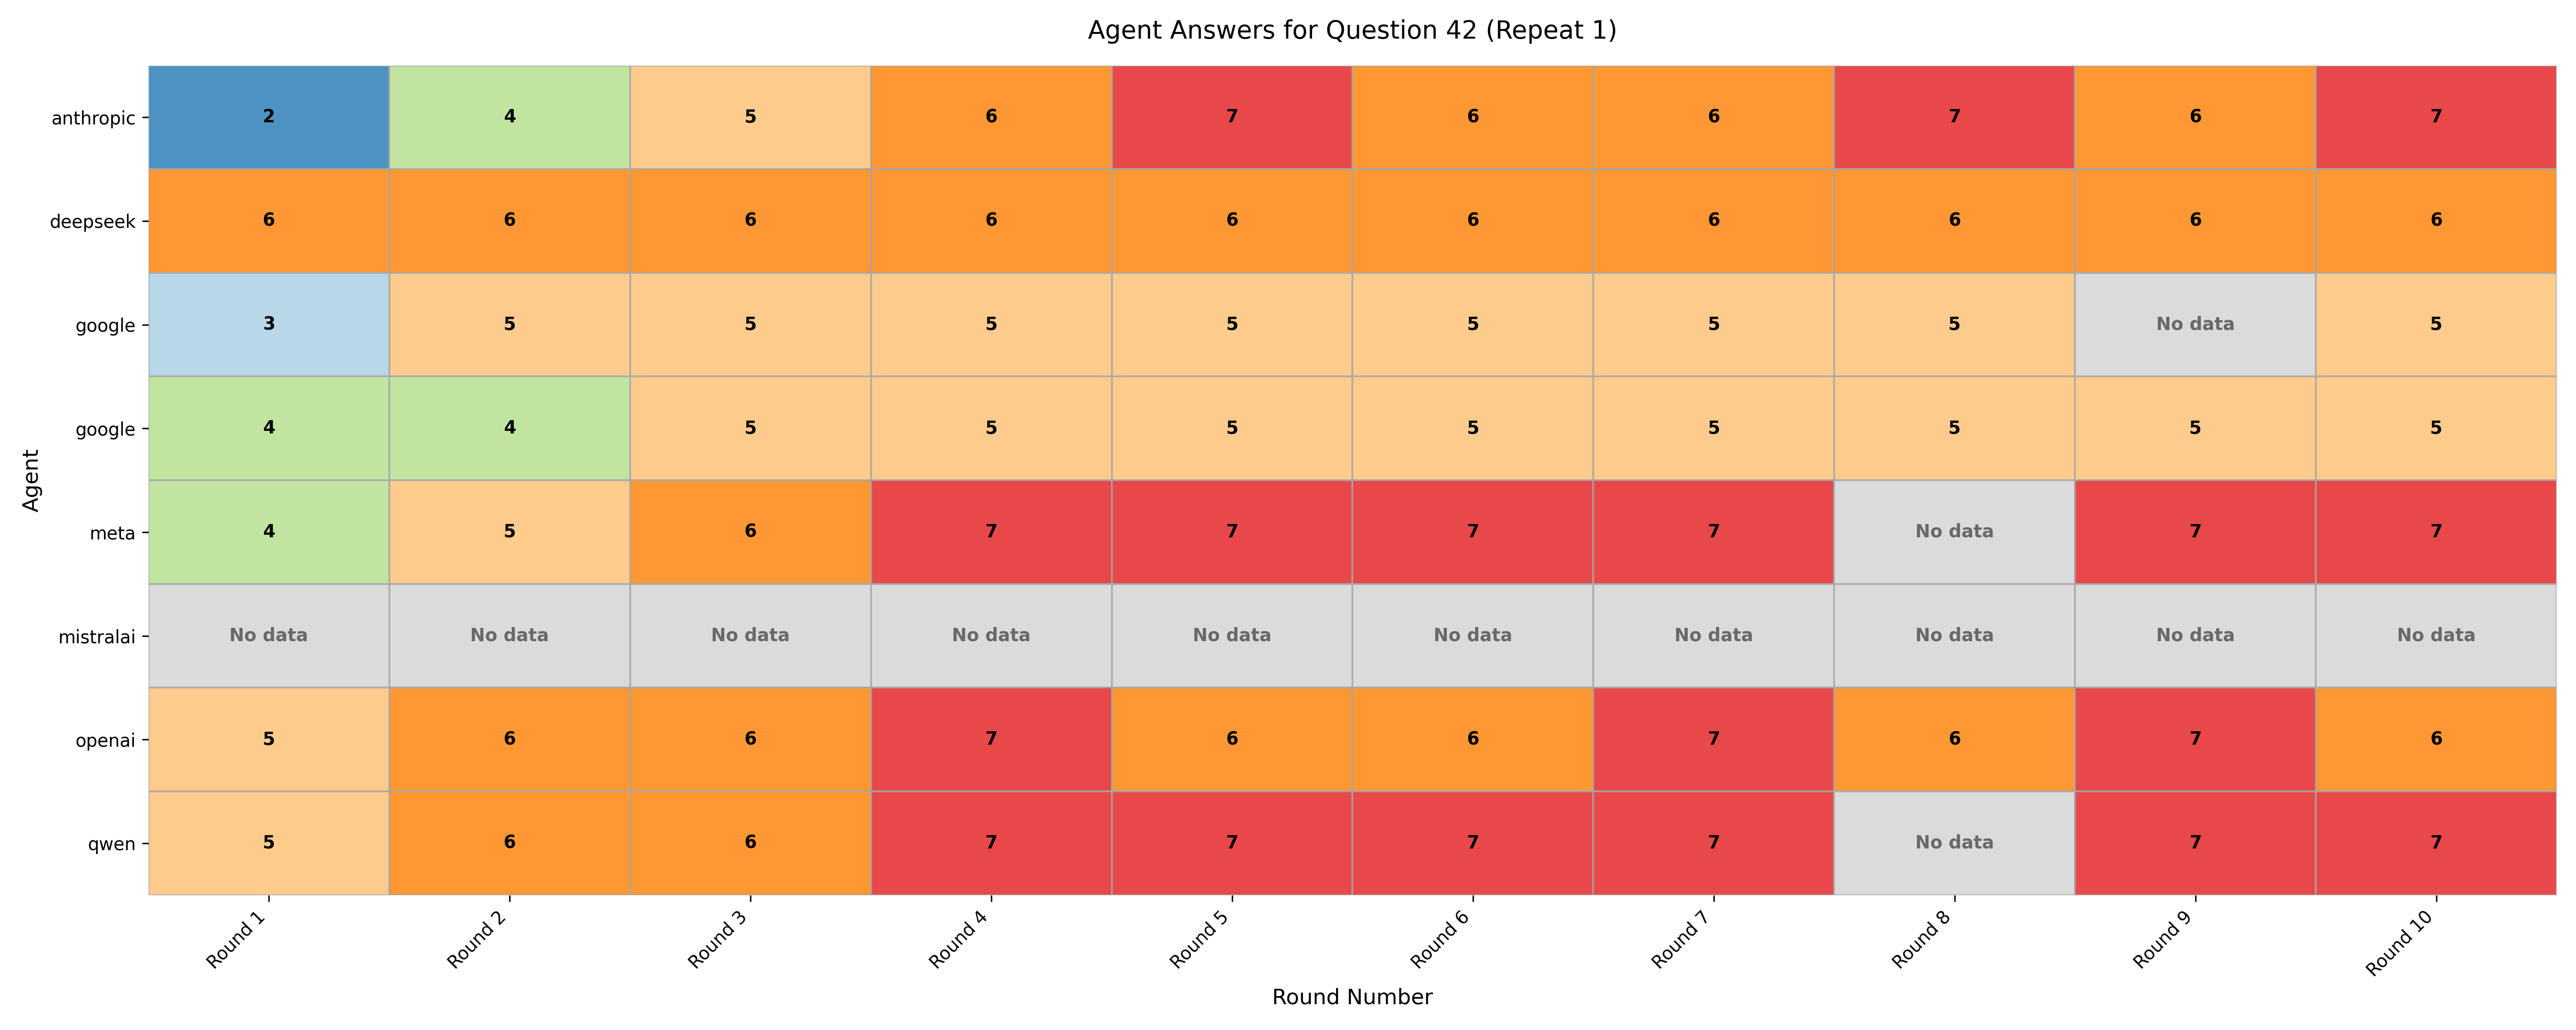 Agent Answers for Question 42 (Repeat 1)
Agent
anthropic 2 4 5 6 7 6 6 7 6 7
deepseek 6 6 6 6 6 6 6 6 6 6
google 3 5 5 5 5 5 5 5 No data 5
google 4 4 5 5 5 5 5 5 5 5
meta 4 5 6 7 7 7 7 No data 7 7
mistralai No data No data No data No data No data No data No data No data No data No data
openai 5 6 6 7 6 6 7 6 7 6
qwen 5 6 6 7 7 7 7 No data 7 7
Round 1 Round 2 Round 3 Round 4 Round 5 Round 6 Round 7 Round 8 Round 9 Round 10
Round Number